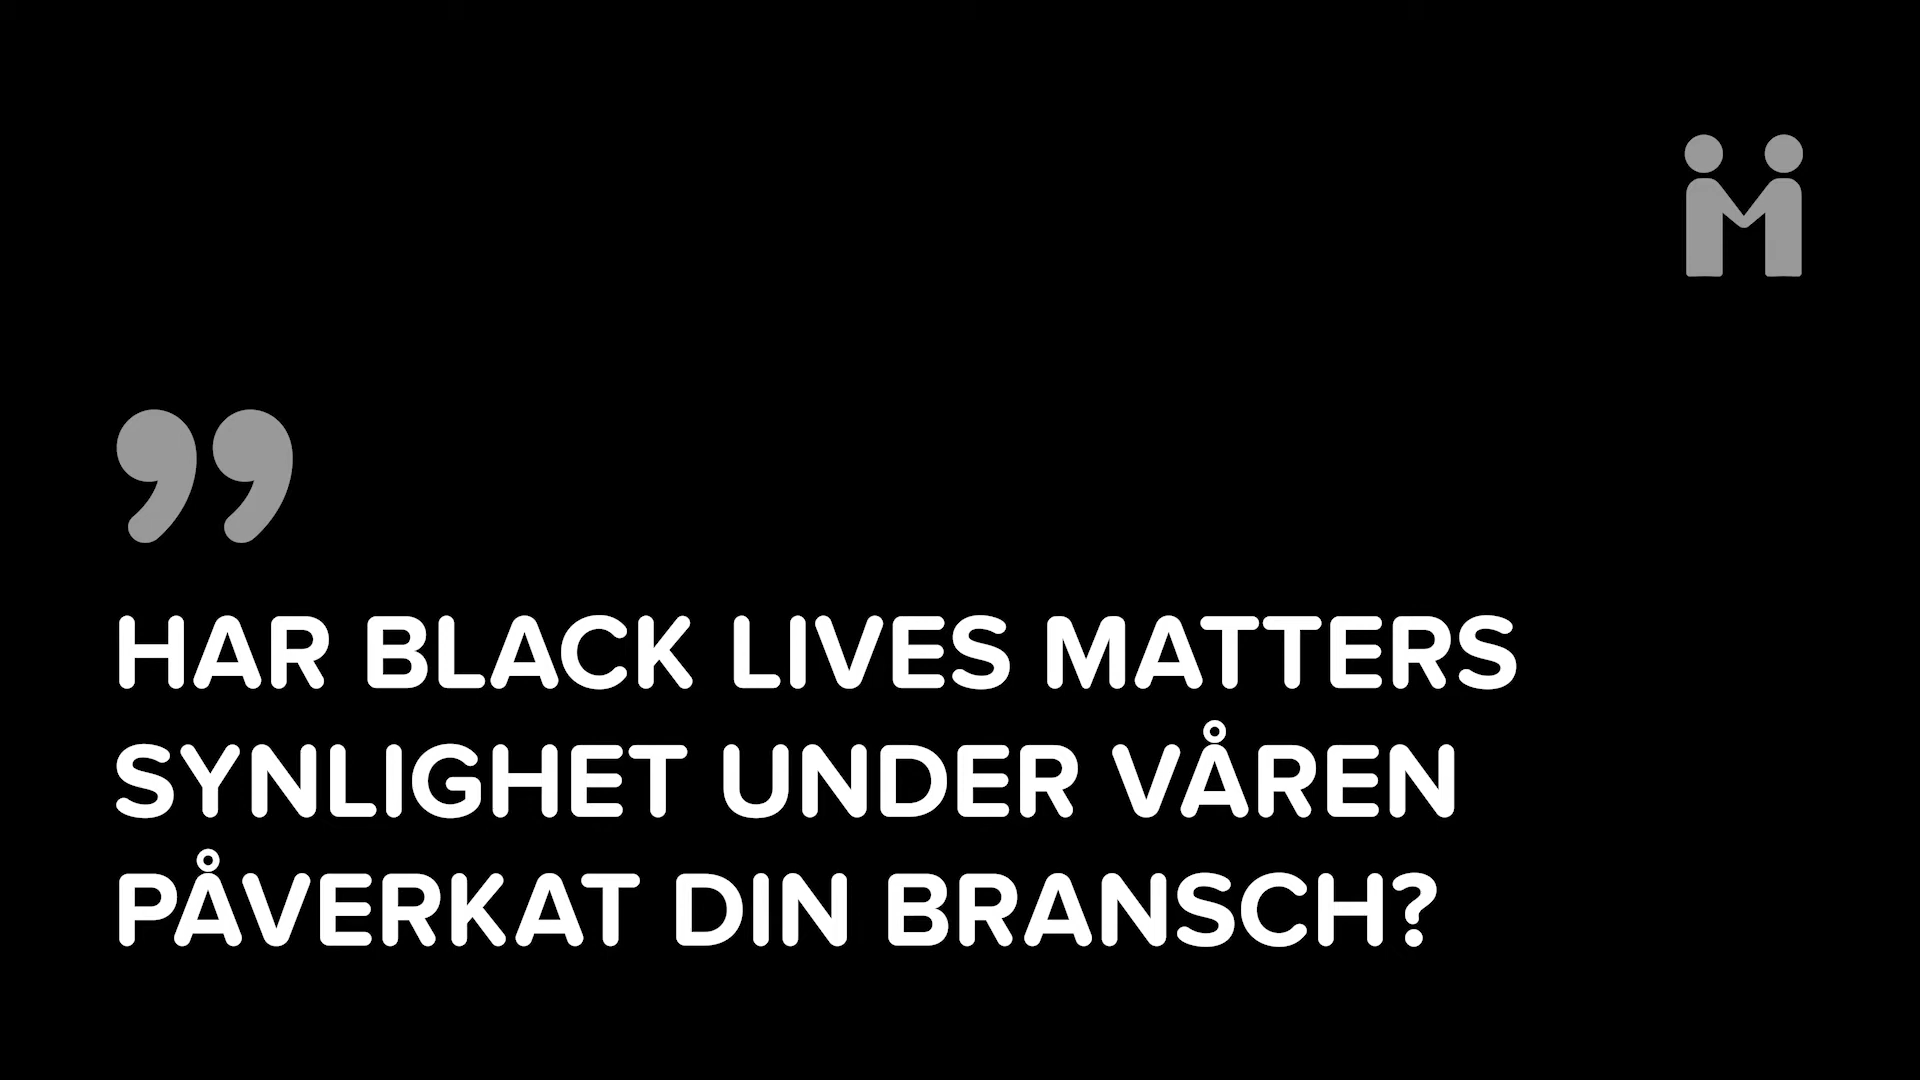 ”
HAR BLACK LIVES MATTERS
SYNLIGHET UNDER VÅREN
PÅVERKAT DIN BRANSCH?